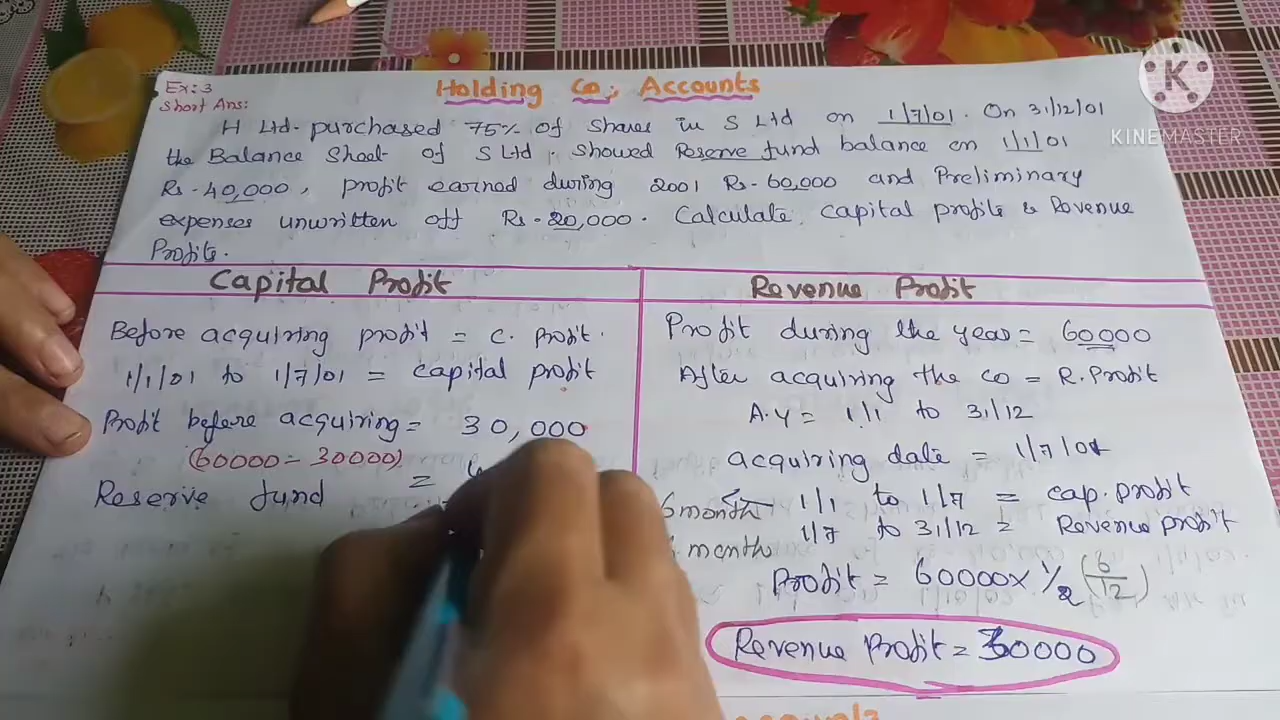 Ex:3
Short Ans:
Holding Co; Accounts
K
KINEMASTER
H Ltd. purchased 75% of shares in S Ltd on 1/7/01. On 31/12/01
the Balance Sheet of S Ltd. showed Reserve fund balance on 1/1/01
Rs-40,000, profit earned during 2001 Rs-60,000 and Preliminary
expenses unwritten off Rs-20,000. Calculate capital profits & Revenue
Profits.
Capital Profit
Before acquiring profit = C. Profit.
1/1/01 to 1/7/01 = capital profit
Profit before acquiring = 30,000
(60000 - 30000)
Reserve fund =
Revenue Profit
Profit during the year = 60000
After acquiring the co = R. Profit
A.Y = 1/1 to 31/12
acquiring date = 1/7/01
6 month 1/1 to 1/7 = cap. profit
month 1/7 to 31/12 = Revenue profit
Profit = 60000 x 1/2 (6/12)
Revenue Profit = 30000